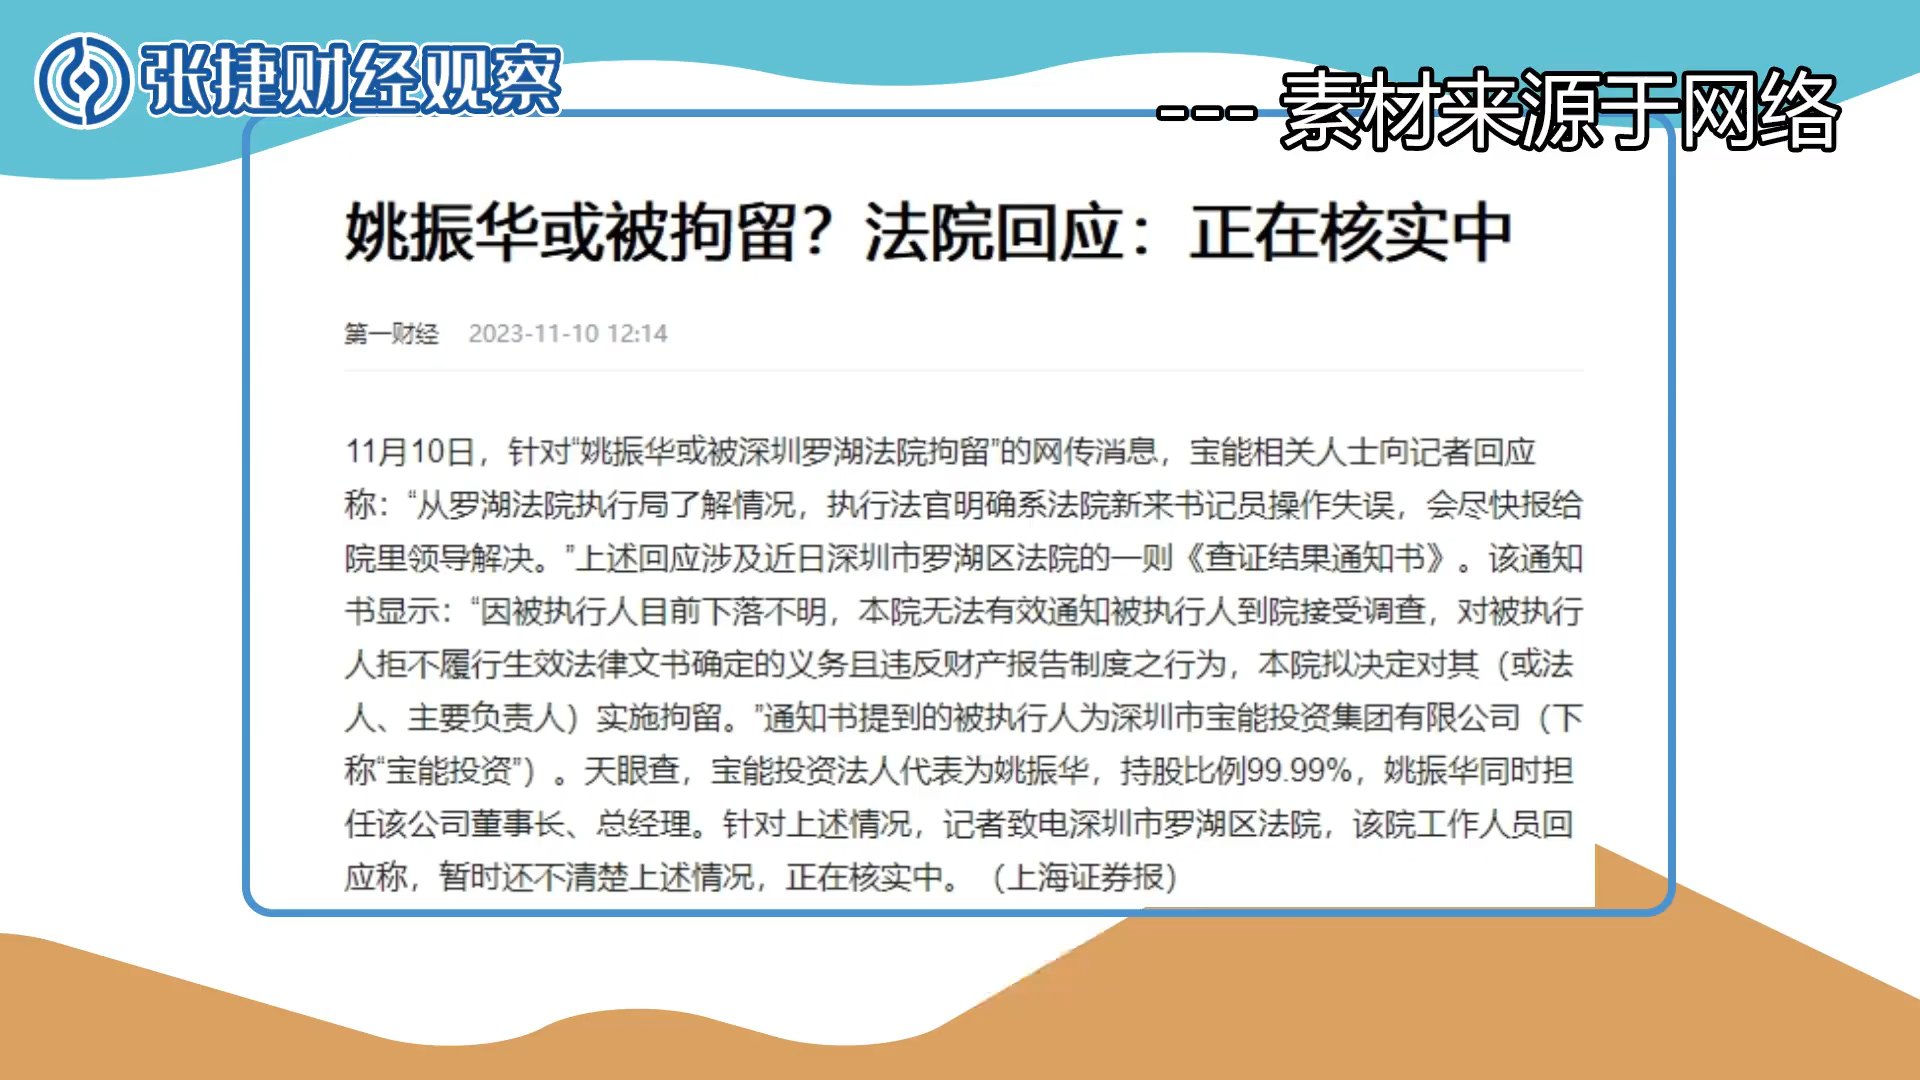 张捷财经观察
--- 素材来源于网络
姚振华或被拘留？法院回应：正在核实中
第一财经 2023-11-10 12:14
11月10日，针对“姚振华或被深圳罗湖法院拘留”的网传消息，宝能相关人士向记者回应
称：“从罗湖法院执行局了解情况，执行法官明确系法院新来书记员操作失误，会尽快报给
院里领导解决。”上述回应涉及近日深圳市罗湖区法院的一则《查证结果通知书》。该通知
书显示：“因被执行人目前下落不明，本院无法有效通知被执行人到院接受调查，对被执行
人拒不履行生效法律文书确定的义务且违反财产报告制度之行为，本院拟决定对其（或法
人、主要负责人）实施拘留。”通知书提到的被执行人为深圳市宝能投资集团有限公司（下
称“宝能投资”）。天眼查，宝能投资法人代表为姚振华，持股比例99.99%，姚振华同时担
任该公司董事长、总经理。针对上述情况，记者致电深圳市罗湖区法院，该院工作人员回
应称，暂时还不清楚上述情况，正在核实中。（上海证券报）